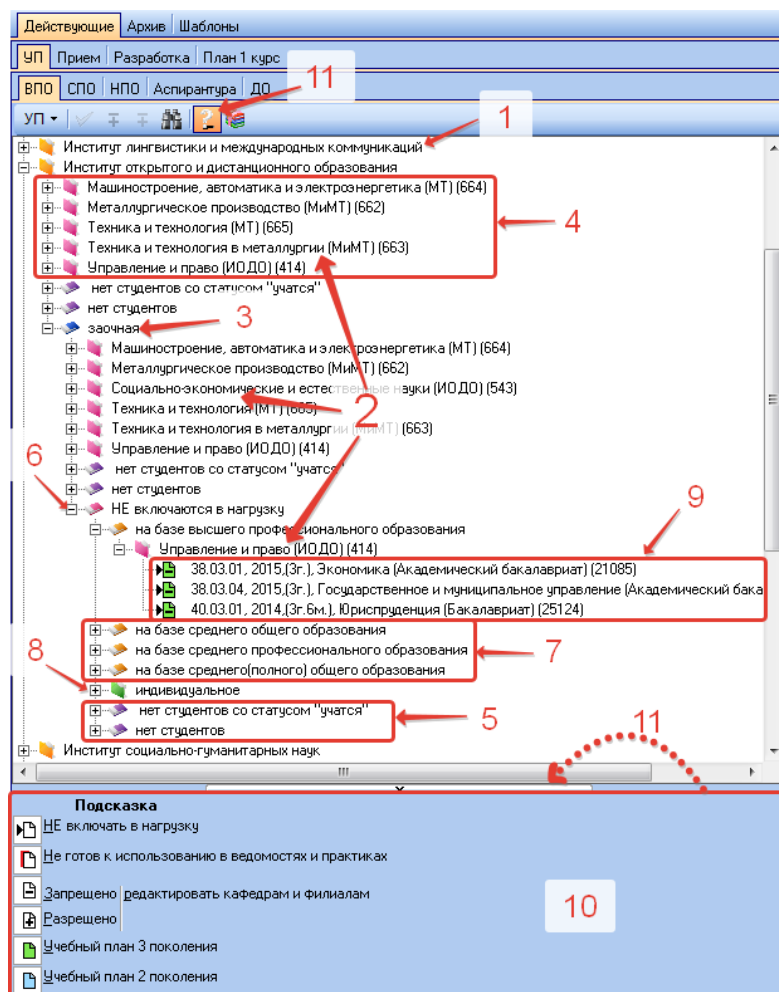 Действующие Архив Шаблоны
УП Прием Разработка План 1 курс
ВПО СПО НПО Аспирантура ДО
11
УП
1
Институт лингвистики и международных коммуникаций
Институт открытого и дистанционного образования
Машиностроение, автоматика и электроэнергетика (МТ) (664)
Металлургическое производство (МиМТ) (662)
Техника и технология (МТ) (665)
4
Техника и технология в металлургии (МиМТ) (663)
Управление и право (ИОДО) (414)
нет студентов со статусом "учатся"
нет студентов
3
заочная
Машиностроение, автоматика и электроэнергетика (МТ) (664)
Металлургическое производство (МиМТ) (662)
Социально-экономические и естественные науки (ИОДО) (543)
2
Техника и технология (МТ) (665)
Техника и технология в металлургии (МиМТ) (663)
Управление и право (ИОДО) (414)
6
нет студентов со статусом "учатся"
нет студентов
9
НЕ включаются в нагрузку
на базе высшего профессионального образования
Управление и право (ИОДО) (414)
38.03.01, 2015,(3г.), Экономика (Академический бакалавриат) (21085)
38.03.04, 2015,(3г.), Государственное и муниципальное управление (Академический бака
40.03.01, 2014,(3г.6м.), Юриспруденция (Бакалавриат) (25124)
на базе среднего общего образования
8
на базе среднего профессионального образования
7
на базе среднего(полного) общего образования
индивидуальное
нет студентов со статусом "учатся"
5
11
нет студентов
Институт социально-гуманитарных наук
Подсказка
НЕ включать в нагрузку
Не готов к использованию в ведомостях и практиках
Запрещено редактировать кафедрам и филиалам
10
Разрешено
Учебный план 3 поколения
Учебный план 2 поколения